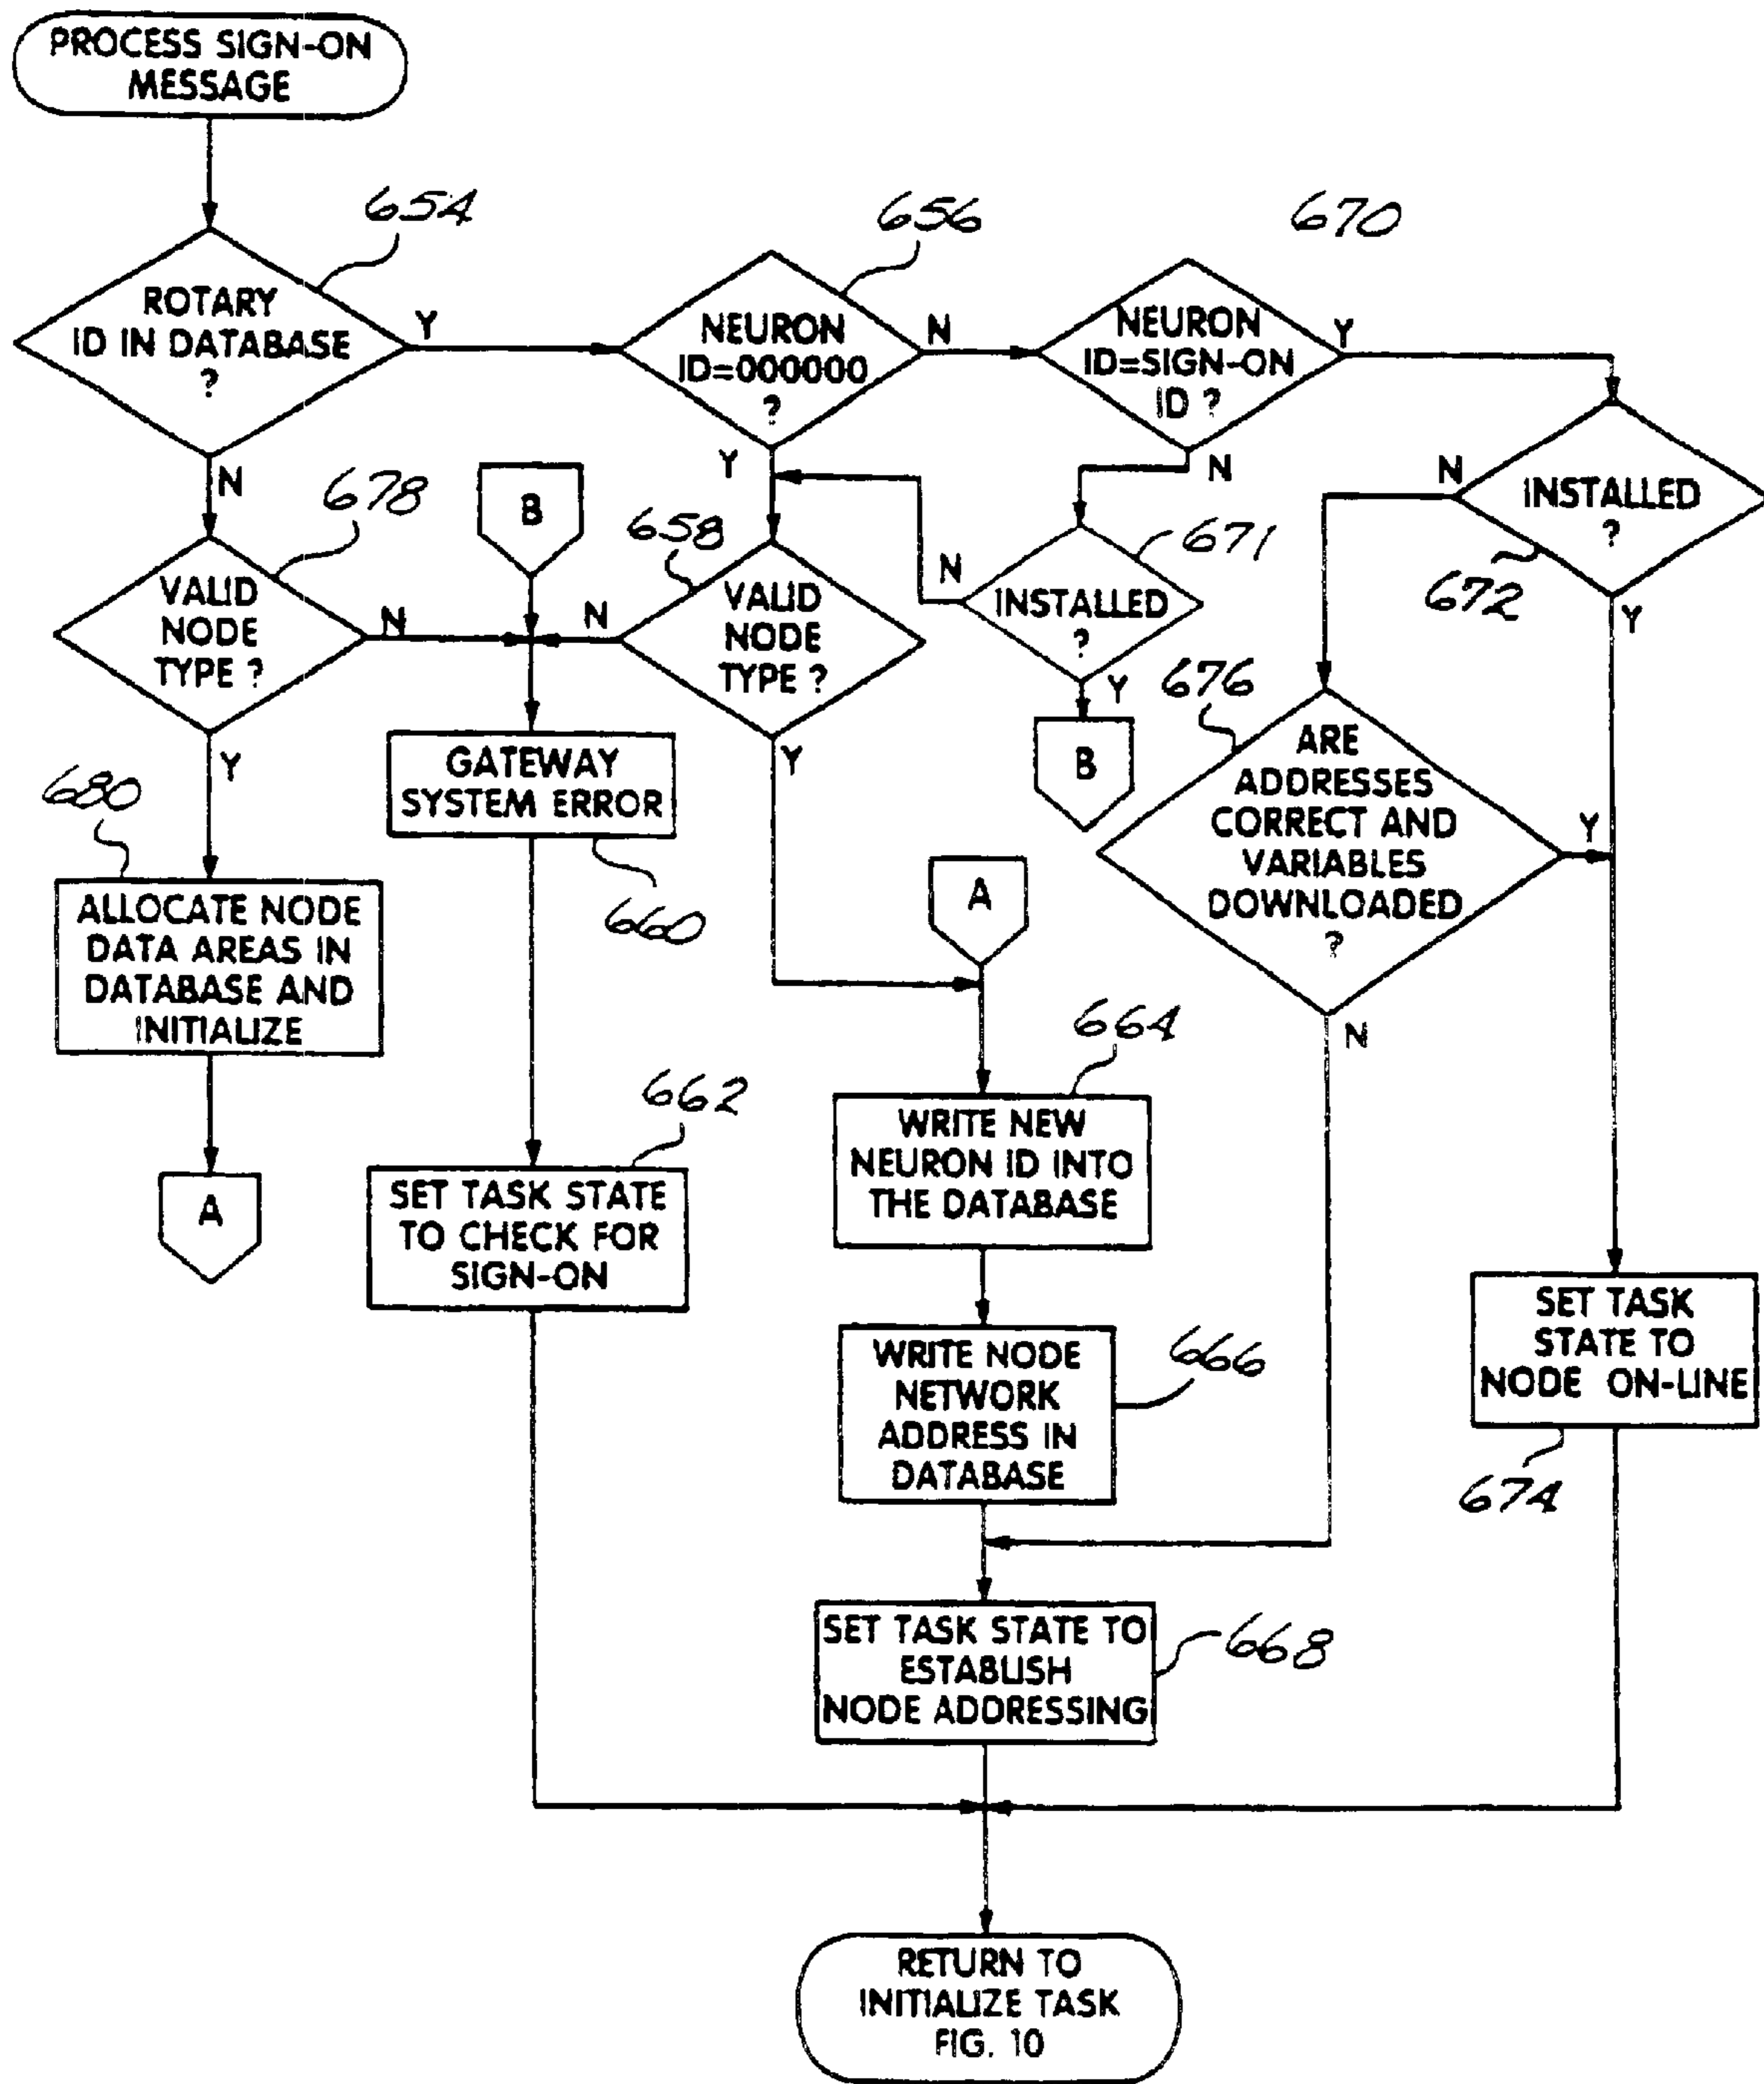 PROCESS SIGN-ON
MESSAGE
654
656
670
ROTARY
ID IN DATABASE
?
Y
N
NEURON
ID=000000
?
N
Y
NEURON
ID=SIGN-ON
ID ?
Y
N
INSTALLED
?
672
N
Y
678
VALID
NODE
TYPE ?
N
Y
B
658
VALID
NODE
TYPE ?
N
Y
671
INSTALLED
?
N
Y
B
676
ARE
ADDRESSES
CORRECT AND
VARIABLES
DOWNLOADED
?
Y
N
GATEWAY
SYSTEM ERROR
660
680
ALLOCATE NODE
DATA AREAS IN
DATABASE AND
INITIALIZE
A
A
662
SET TASK STATE
TO CHECK FOR
SIGN-ON
664
WRITE NEW
NEURON ID INTO
THE DATABASE
WRITE NODE
NETWORK
ADDRESS IN
DATABASE
666
SET TASK
STATE TO
NODE ON-LINE
674
SET TASK STATE TO
ESTABLISH
NODE ADDRESSING
668
RETURN TO
INITIALIZE TASK
FIG. 10